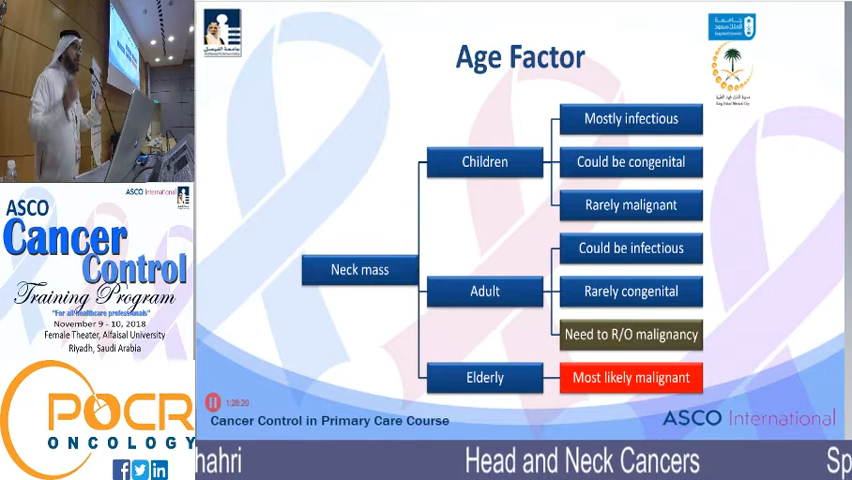 ASCO International
ASCO
Cancer
Control
Training Program
"For all healthcare professionals"
November 9 - 10, 2018
Female Theater, Alfaisal University
Riyadh, Saudi Arabia
POCR
ONCOLOGY
Age Factor
Neck mass
Children
Mostly infectious
Could be congenital
Rarely malignant
Adult
Could be infectious
Rarely congenital
Need to R/O malignancy
Elderly
Most likely malignant
1:28:20
Cancer Control in Primary Care Course
ASCO International
hahri
Head and Neck Cancers
Sp